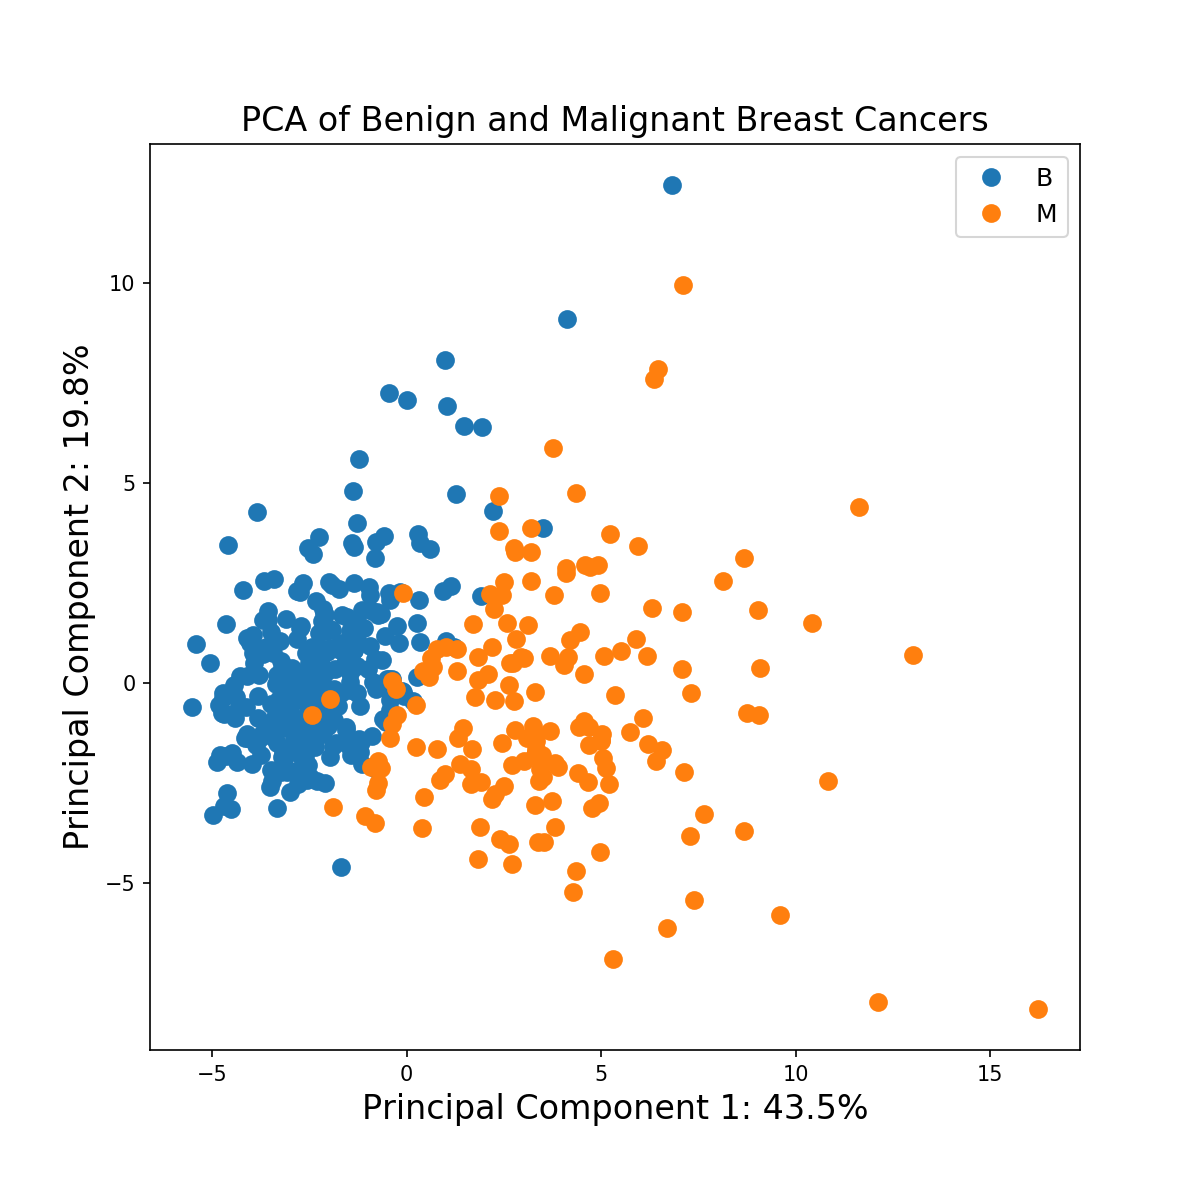 PCA of Benign and Malignant Breast Cancers
B
M
10
5
0
−5
Principal Component 2: 19.8%
−5 0 5 10 15
Principal Component 1: 43.5%